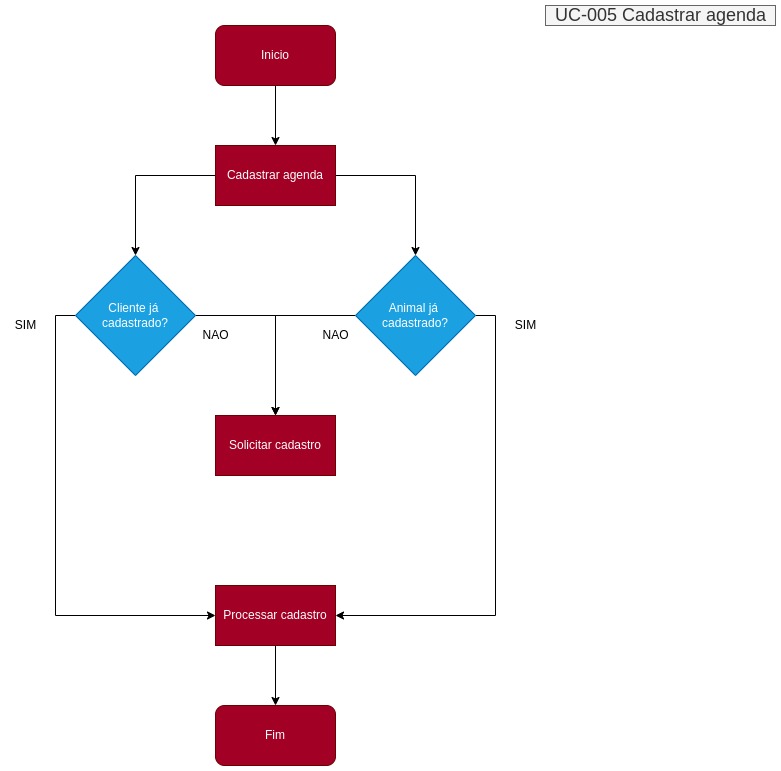 UC-005 Cadastrar agenda
Inicio
Cadastrar agenda
Cliente já
cadastrado?
Animal já
cadastrado?
SIM
NAO
NAO
SIM
Solicitar cadastro
Processar cadastro
Fim